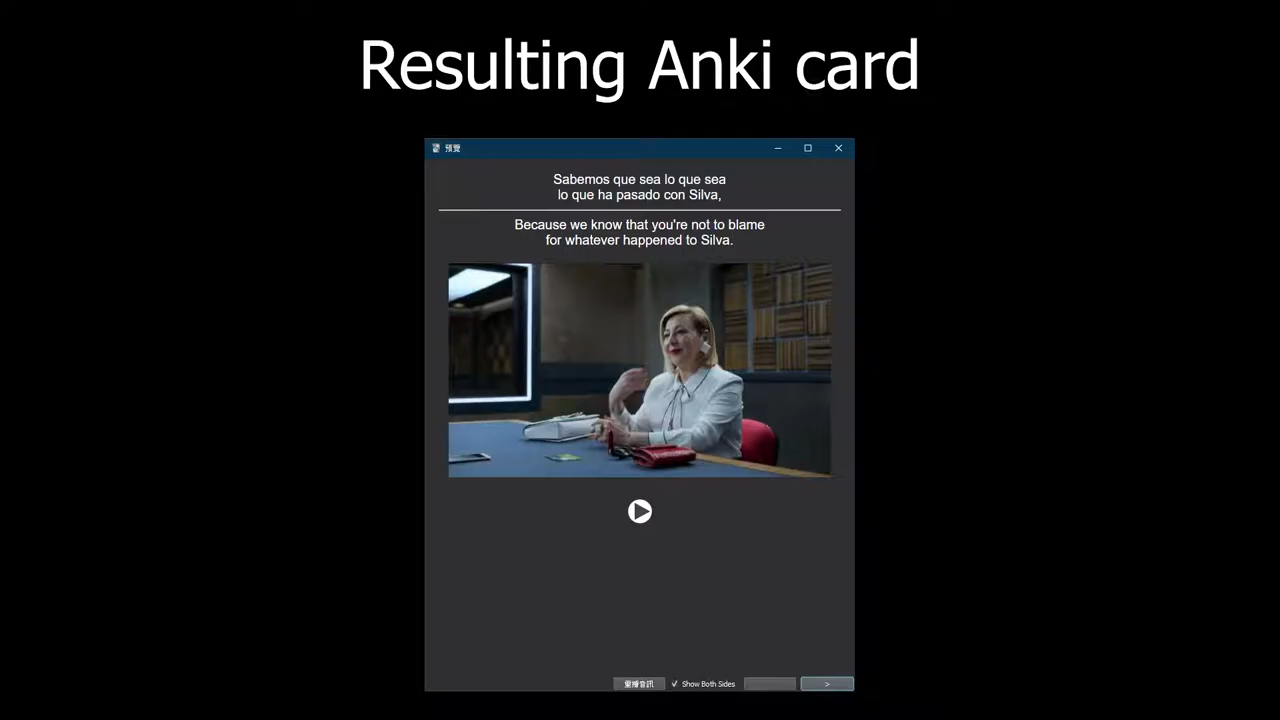 Resulting Anki card
預覽
Sabemos que sea lo que sea
lo que ha pasado con Silva,
Because we know that you're not to blame
for whatever happened to Silva.
重播音訊
Show Both Sides
>